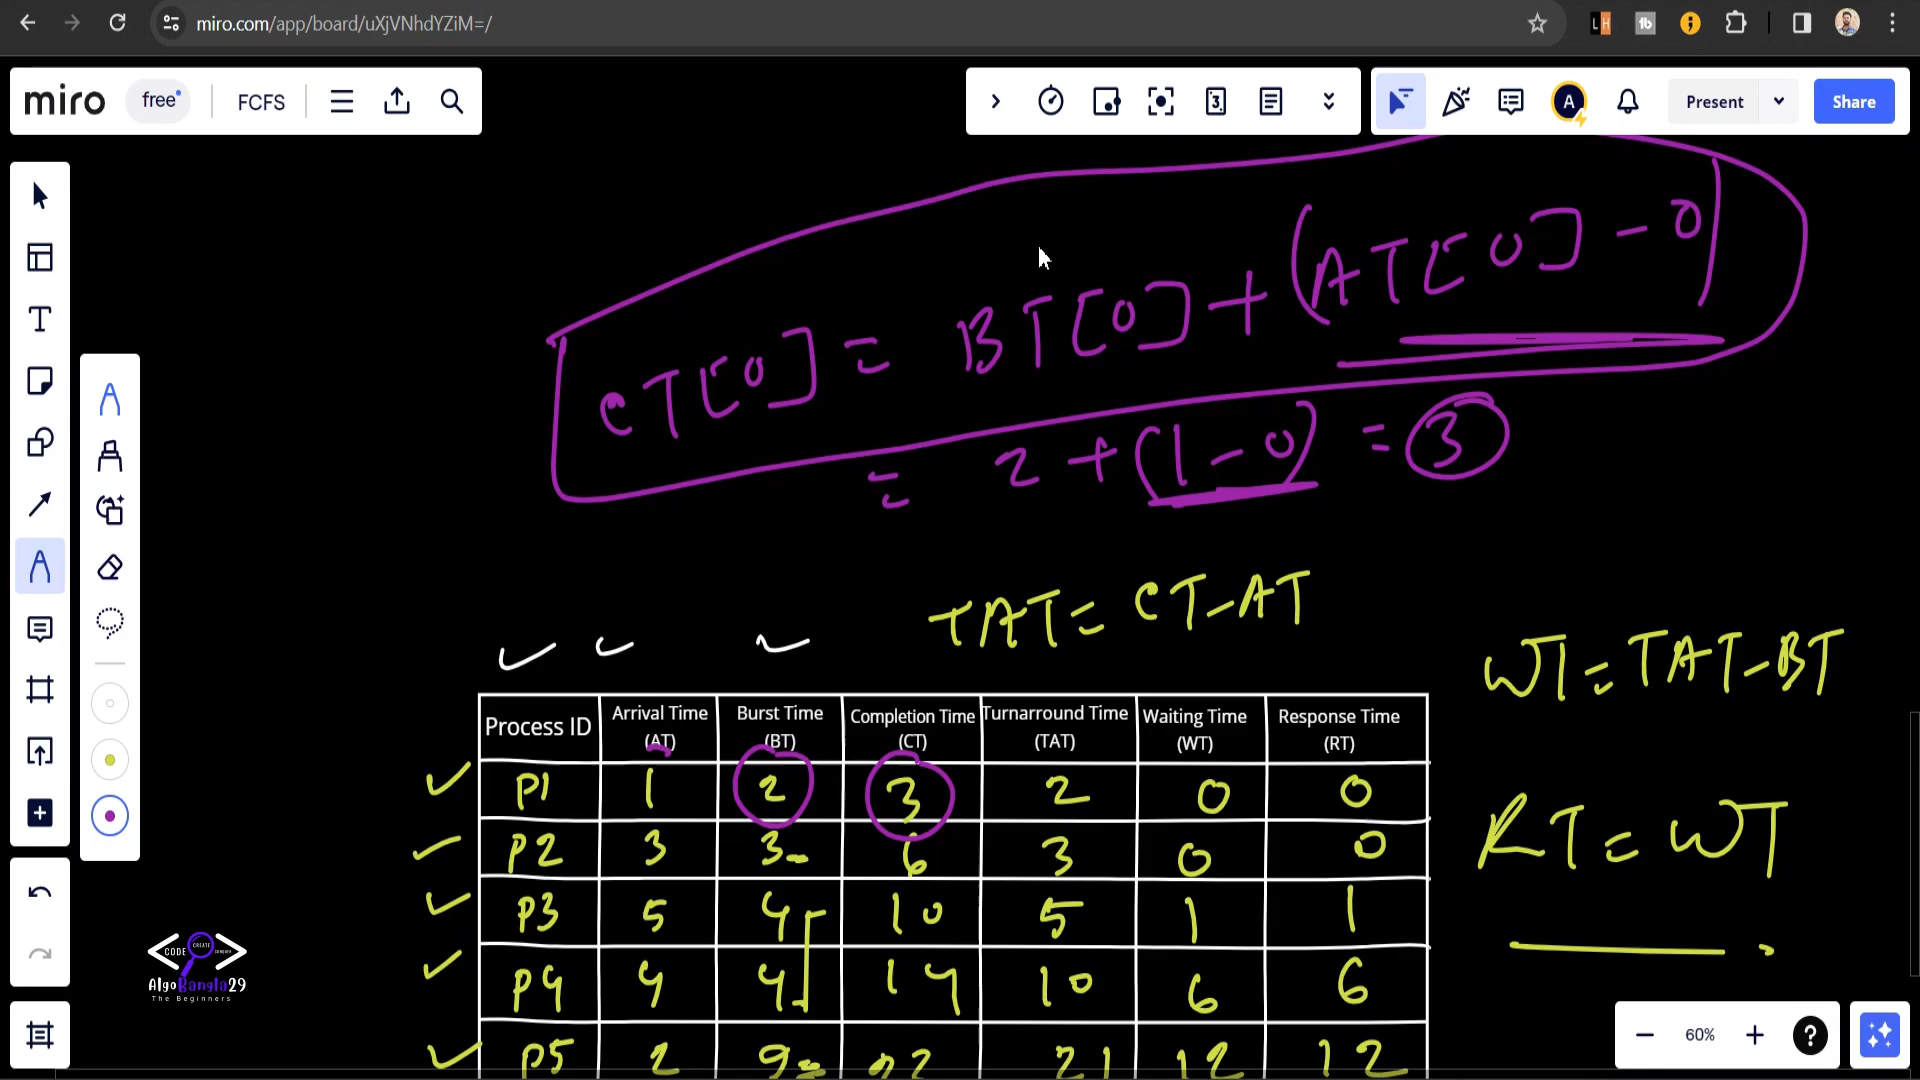 miro.com/app/board/uXjVNhdYZiM=/
miro free FCFS
3
A
Present
Share
CT[0] = BT[0] + (AT[0] - 0)
= 2 + (1 - 0) = 3
TAT = CT - AT
WT = TAT - BT
RT = WT
Process ID Arrival Time (AT) Burst Time (BT) Completion Time (CT) Turnarround Time (TAT) Waiting Time (WT) Response Time (RT)
P1 1 2 3 2 0 0
P2 3 3 6 3 0 0
P3 5 4 10 5 1 1
P4 4 4 14 10 6 6
P5 2 9 21 12 12
CODE CREATE
AlgoBangla29
The Beginners
60%